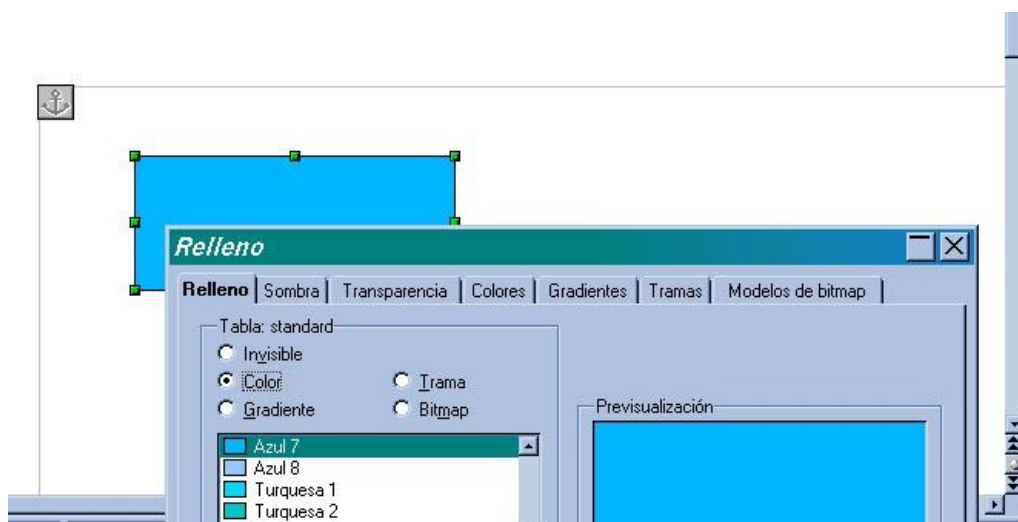 Relleno
Relleno Sombra Transparencia Colores Gradientes Tramas Modelos de bitmap
Tabla: standard
Invisible
Color Trama
Gradiente Bitmap
Previsualización
Azul 7
Azul 8
Turquesa 1
Turquesa 2